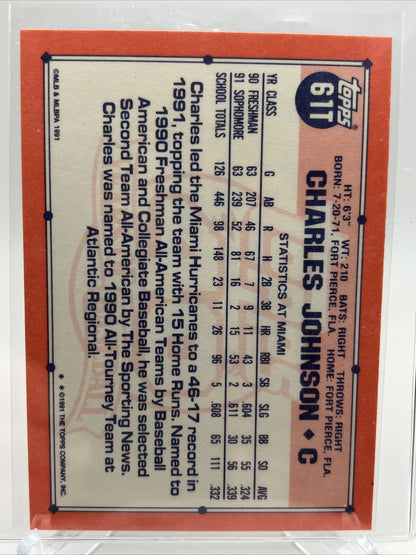 Topps®
61T
CHARLES JOHNSON ♦ C
HT: 6'3" WT: 210 BATS: RIGHT THROWS: RIGHT
BORN: 7-20-71, FORT PIERCE, FLA. HOME: FORT PIERCE, FLA.
STATISTICS AT MIAMI
YR CLASS G AB R H 2B 3B HR RBI SB SLG BB SO AVG
90 FRESHMAN 63 207 46 67 7 9 11 43 3 .604 35 55 .324
91 SOPHOMORE 63 239 52 81 16 2 15 53 2 .611 30 56 .339
SCHOOL TOTALS 126 446 98 148 23 11 26 96 5 .608 65 111 .332
Charles led the Miami Hurricanes to a 46-17 record in
1991, topping the team with 15 Home Runs. Named to
1990 Freshman All-American Teams by Baseball
American and Collegiate Baseball, he was selected
Second Team All-American by The Sporting News.
Charles was named to 1990 All-Tourney Team at
Atlantic Regional.
©MLB & MLBPA 1991
* * ©1991 THE TOPPS COMPANY, INC.